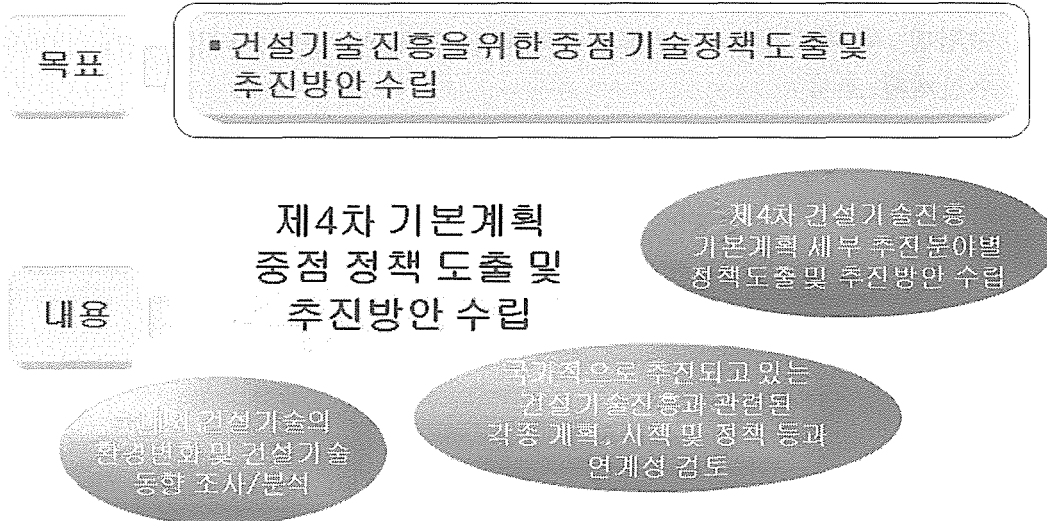 목표
▪ 건설기술진흥을위한 중점 기술정책 도출 및
추진방안 수립
제4차 기본계획
중점 정책 도출 및
추진방안 수립
제4차 건설기술진흥
기본계획 세부 추진분야별
정책도출및 추진방안 수립
내용
국가적으로 추진되고 있는
건설기술진흥과 관련된
각종 계획, 시책 및 정책 등과
연계성 검토
건설기술의
환경변화 및 건설기술
동향 조사/분석